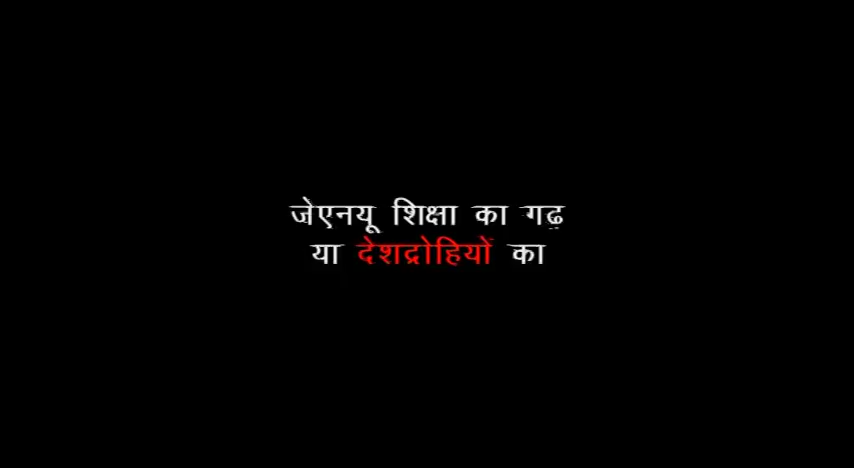 जेएनयू शिक्षा का गढ़
या देशद्रोहियों का